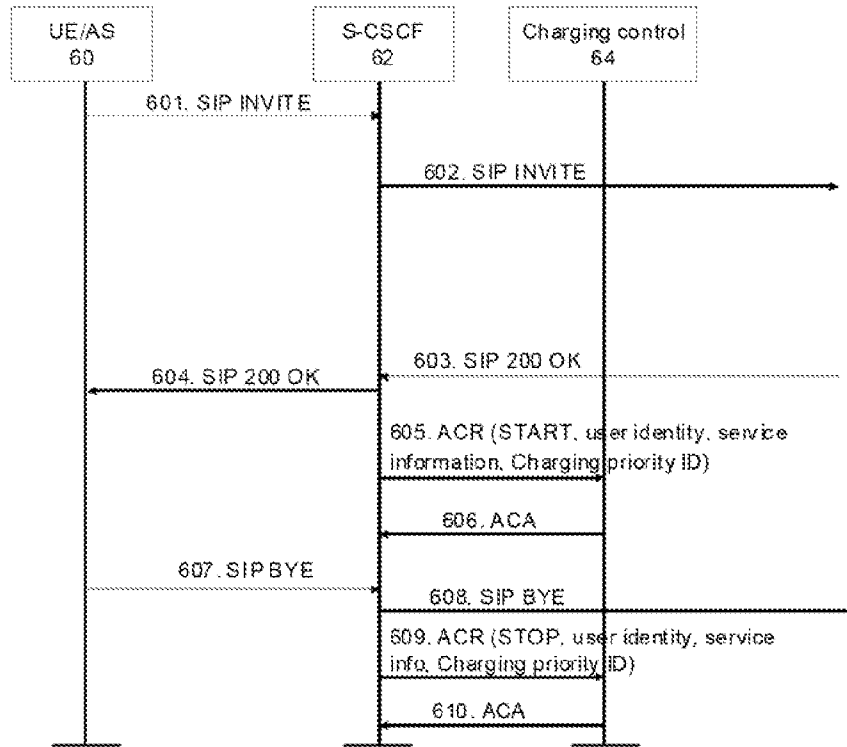 UE/AS
60
S-CSCF
62
Charging control
64
601. SIP INVITE
602. SIP INVITE
603. SIP 200 OK
604. SIP 200 OK
605. ACR (START, user identity, service
information, Charging priority ID)
606. ACA
607. SIP BYE
608. SIP BYE
609. ACR (STOP, user identity, service
info, Charging priority ID)
610. ACA